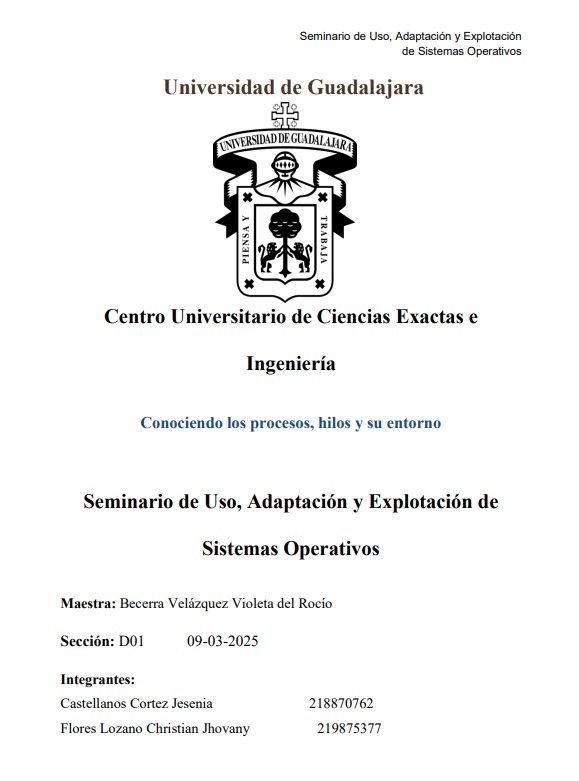 Seminario de Uso, Adaptación y Explotación
de Sistemas Operativos
Universidad de Guadalajara
UNIVERSIDAD DE GUADALAJARA
PIENSA Y
TRABAJA
Centro Universitario de Ciencias Exactas e
Ingeniería
Conociendo los procesos, hilos y su entorno
Seminario de Uso, Adaptación y Explotación de
Sistemas Operativos
Maestra: Becerra Velázquez Violeta del Rocío
Sección: D01 09-03-2025
Integrantes:
Castellanos Cortez Jesenia 218870762
Flores Lozano Christian Jhovany 219875377